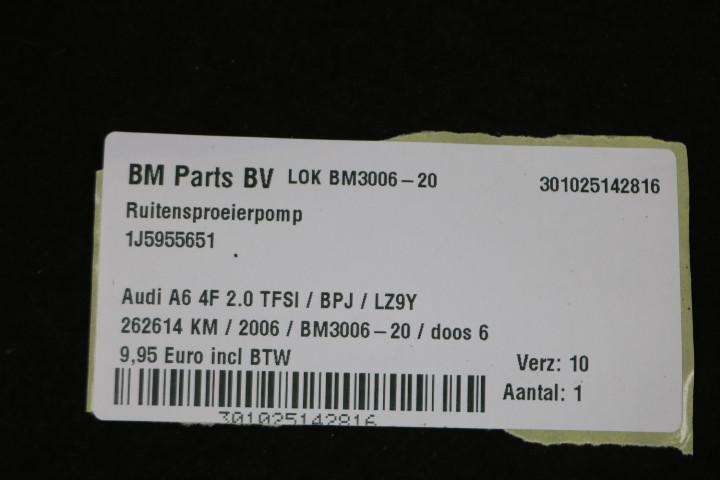 BM Parts BV LOK BM3006-20 301025142816
Ruitensproeierpomp
1J5955651
Audi A6 4F 2.0 TFSI / BPJ / LZ9Y
262614 KM / 2006 / BM3006-20 / doos 6
9,95 Euro incl BTW
Verz: 10
Aantal: 1
301025142816